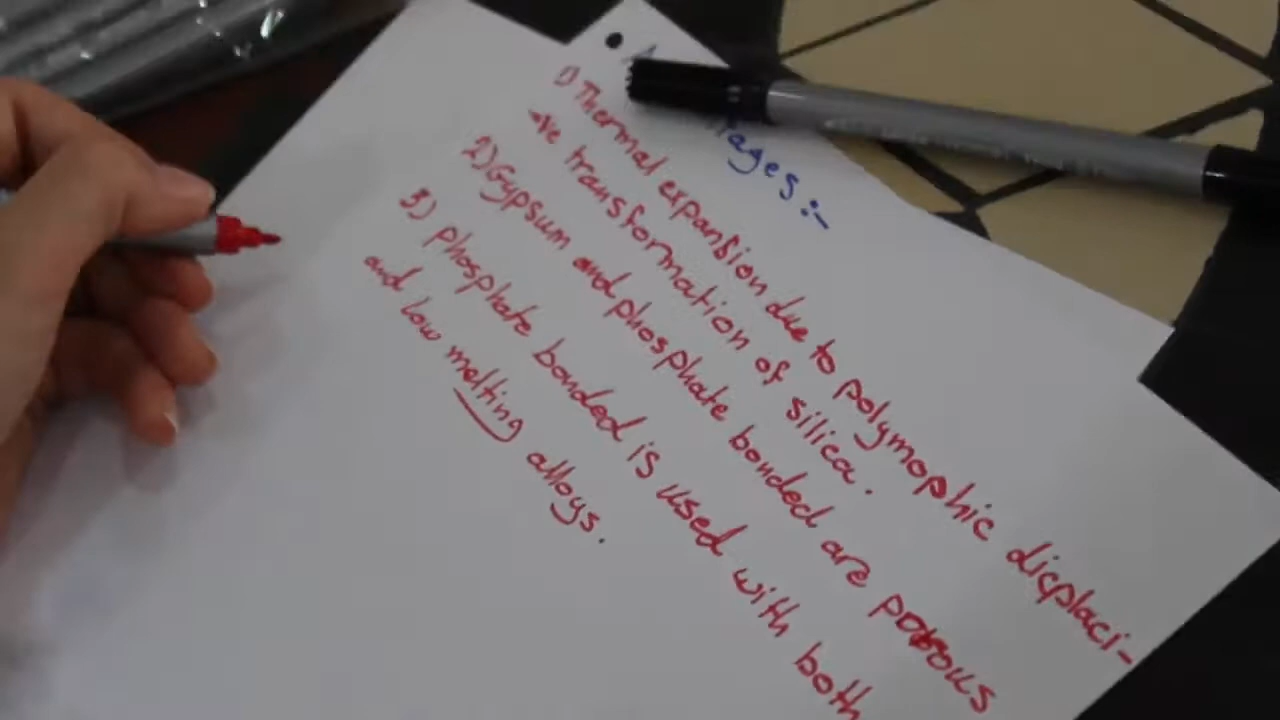 tages :-
1) Thermal expansion due to polymophic displaci-
-ve transformation of silica.
2) Gypsum and phosphate bonded are porous
3) phosphate bonded is used with both
and low melting alloys.